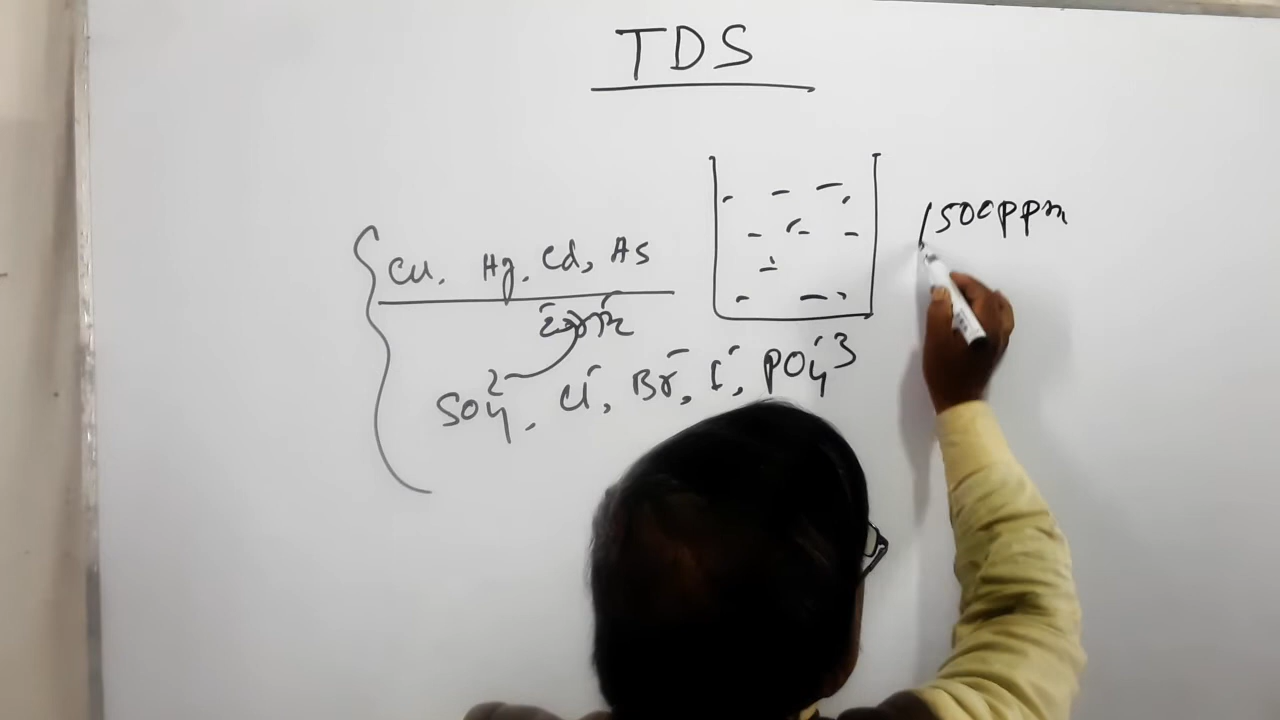 TDS
1500ppm
Cu, Hg, Cd, As
SO4 2-, Cl-, Br-, I-, PO4 -3